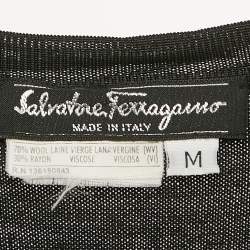 Salvatore Ferragamo
MADE IN ITALY
70% WOOL LAINE VIERGE LANA VERGINE (WV)
30% RAYON VISCOSE VISCOSA (VI)
M